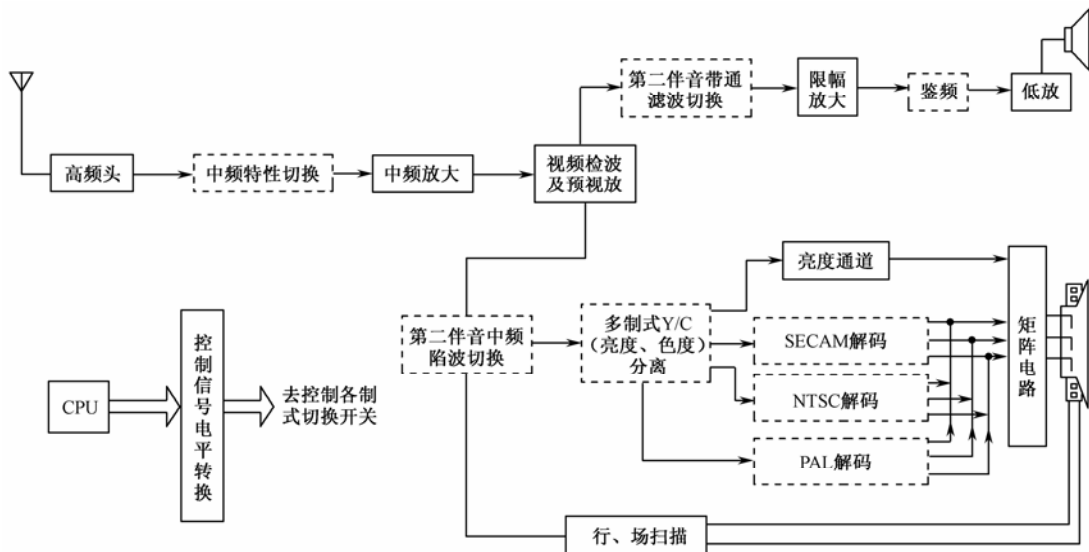 第二伴音带通
滤波切换
限幅
放大
鉴频
低放
高频头
中频特性切换
中频放大
视频检波
及预视放
亮度通道
第二伴音中频
陷波切换
多制式Y/C
（亮度、色度）
分离
SECAM解码
NTSC解码
PAL解码
矩
阵
电
路
CPU
控
制
信
号
电
平
转
换
去控制各制
式切换开关
行、场扫描